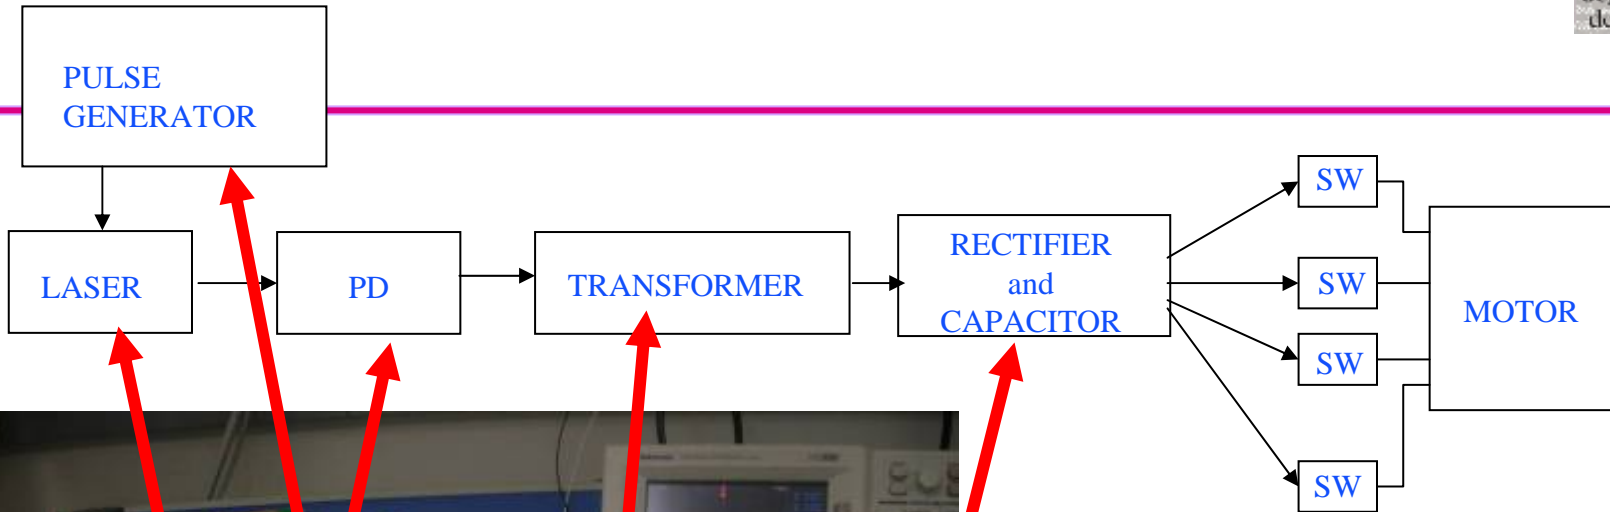 PULSE
GENERATOR
LASER
PD
TRANSFORMER
RECTIFIER
and
CAPACITOR
SW
SW
SW
SW
MOTOR